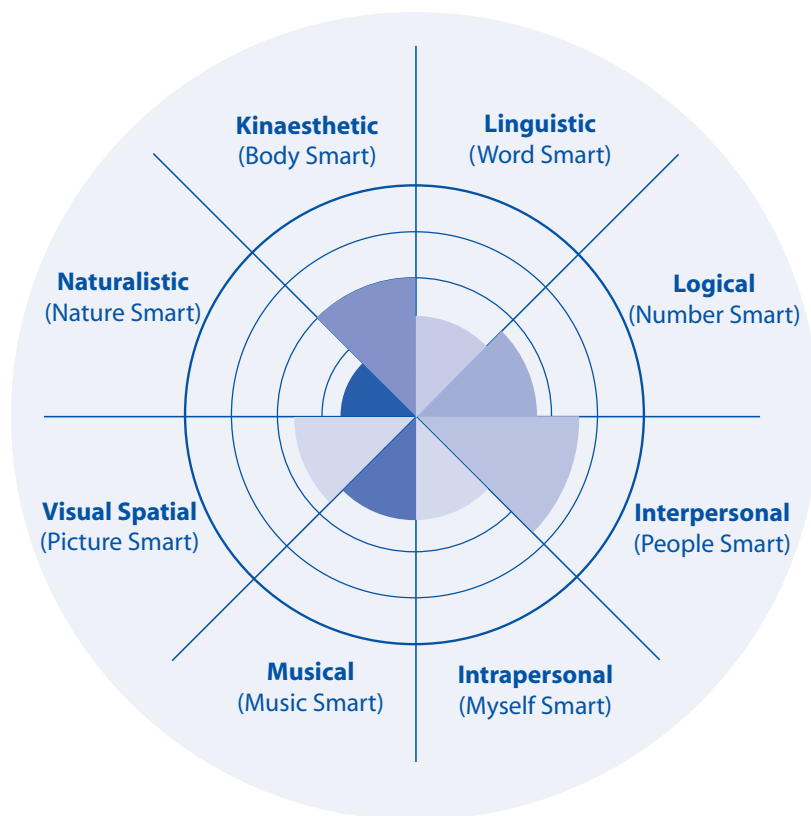 Kinaesthetic
(Body Smart)
Linguistic
(Word Smart)
Naturalistic
(Nature Smart)
Logical
(Number Smart)
Visual Spatial
(Picture Smart)
Interpersonal
(People Smart)
Musical
(Music Smart)
Intrapersonal
(Myself Smart)